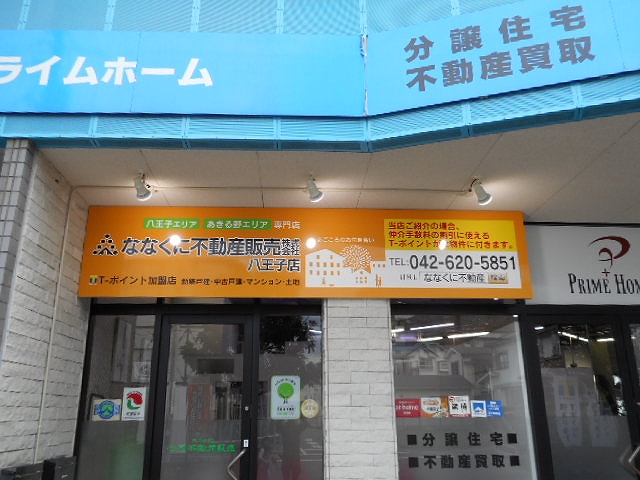 ライムホーム
分譲住宅
不動産買取
八王子エリア あきる野エリア 専門店
ななくに不動産販売株式会社
八王子店
T-ポイント加盟店 新築戸建・中古戸建・マンション・土地
当店ご紹介の場合、
仲介手数料の割引に使える
T-ポイントが全物件に付きます。
TEL:042-620-5851
ななくに不動産
PRIME HOM
■分譲住宅■
■不動産買取■